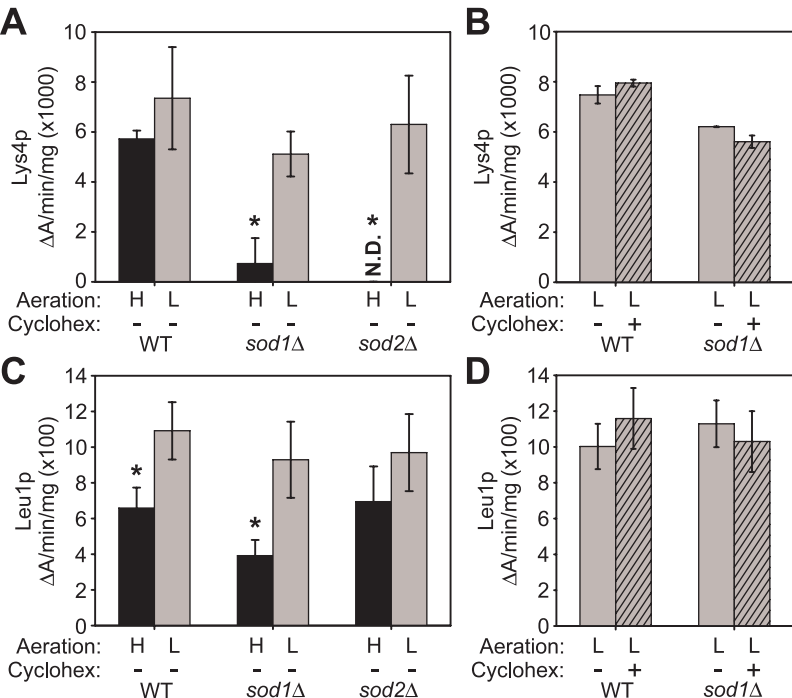 A
Lys4p
ΔA/min/mg (x1000)
10
8
6
4
2
0
*
N.D. *
Aeration: H L H L H L
Cyclohex: - - - - - -
WT sod1Δ sod2Δ
B
Lys4p
ΔA/min/mg (x1000)
10
8
6
4
2
0
Aeration: L L L L
Cyclohex: - + - +
WT sod1Δ
C
Leu1p
ΔA/min/mg (x100)
14
12
10
8
6
4
2
0
*
*
Aeration: H L H L H L
Cyclohex: - - - - - -
WT sod1Δ sod2Δ
D
Leu1p
ΔA/min/mg (x100)
14
12
10
8
6
4
2
0
Aeration: L L L L
Cyclohex: - + - +
WT sod1Δ